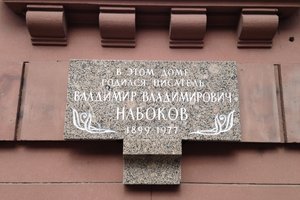 В ЭТОМ ДОМЕ
РОДИЛСЯ ПИСАТЕЛЬ
ВЛАДИМИР ВЛАДИМИРОВИЧ
НАБОКОВ
1899-1977